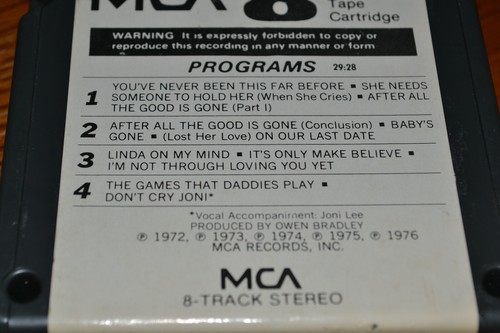 MCA 8 Tape
Cartridge
WARNING It is expressly forbidden to copy or
reproduce this recording in any manner or form
PROGRAMS 29:28
1 YOU'VE NEVER BEEN THIS FAR BEFORE ▪ SHE NEEDS
SOMEONE TO HOLD HER (When She Cries) ▪ AFTER ALL
THE GOOD IS GONE (Part I)
2 AFTER ALL THE GOOD IS GONE (Conclusion) ▪ BABY'S
GONE ▪ (Lost Her Love) ON OUR LAST DATE
3 LINDA ON MY MIND ▪ IT'S ONLY MAKE BELIEVE ▪
I'M NOT THROUGH LOVING YOU YET
4 THE GAMES THAT DADDIES PLAY ▪
DON'T CRY JONI*
*Vocal Accompaniment: Joni Lee
PRODUCED BY OWEN BRADLEY
℗ 1972, ℗ 1973, ℗ 1974, ℗ 1975, ℗ 1976
MCA RECORDS, INC.
MCA
8-TRACK STEREO